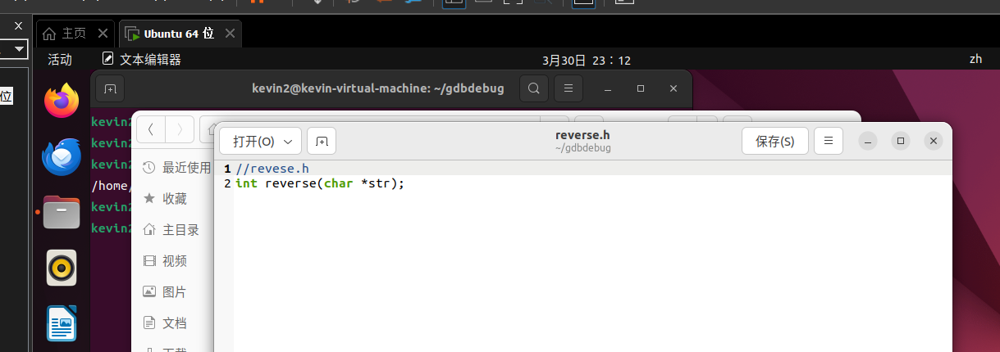 主页
Ubuntu 64 位
活动
文本编辑器
3月30日 23：12
zh
位
kevin2@kevin-virtual-machine: ~/gdbdebug
kevin2
kevin2
kevin2
/home/
kevin2
kevin2
打开(O)
reverse.h
~/gdbdebug
保存(S)
1 //revese.h
2 int reverse(char *str);
最近使用
收藏
主目录
视频
图片
文档